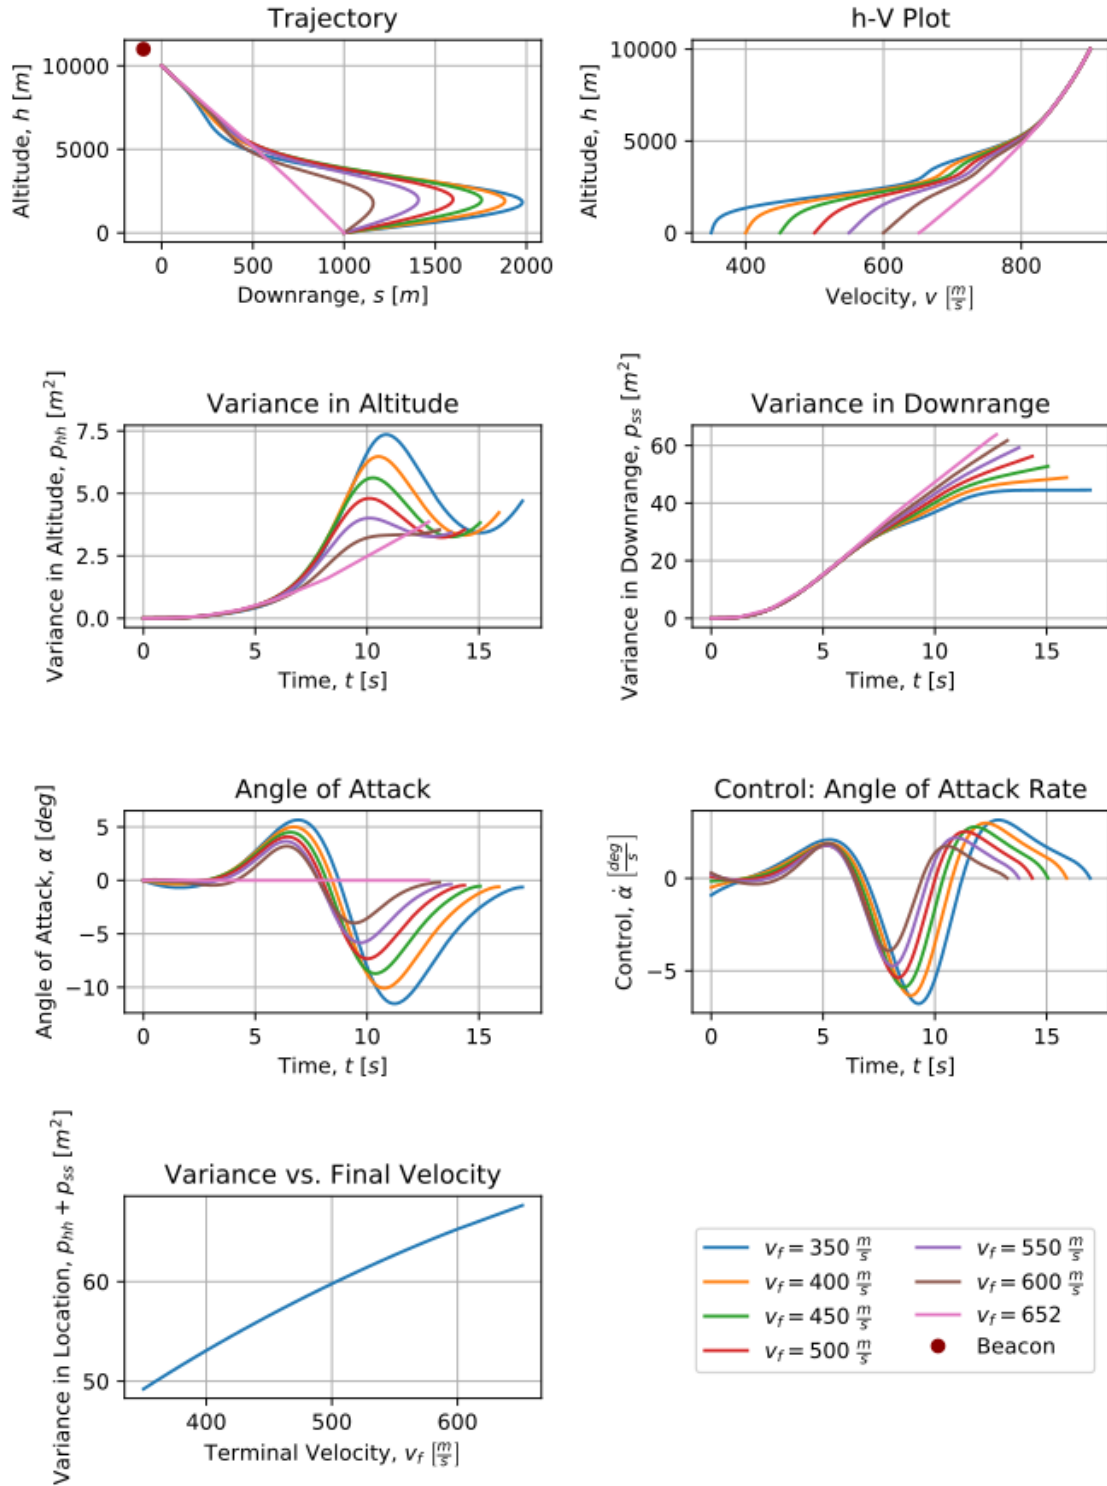 Trajectory
Altitude, h [m]
10000
5000
0
0
500
1000
1500
2000
Downrange, s [m]
h-V Plot
Altitude, h [m]
10000
5000
0
400
600
800
Velocity, v [m/s]
Variance in Altitude
Variance in Altitude, p_hh [m²]
7.5
5.0
2.5
0.0
0
5
10
15
Time, t [s]
Variance in Downrange
Variance in Downrange, p_ss [m²]
60
40
20
0
0
5
10
15
Time, t [s]
Angle of Attack
Angle of Attack, α [deg]
5
0
−5
−10
0
5
10
15
Time, t [s]
Control: Angle of Attack Rate
Control, α̇ [deg/s]
0
−5
0
5
10
15
Time, t [s]
Variance vs. Final Velocity
Variance in Location, p_hh + p_ss [m²]
60
50
400
500
600
Terminal Velocity, v_f [m/s]
v_f = 350 m/s
v_f = 400 m/s
v_f = 450 m/s
v_f = 500 m/s
v_f = 550 m/s
v_f = 600 m/s
v_f = 652
Beacon